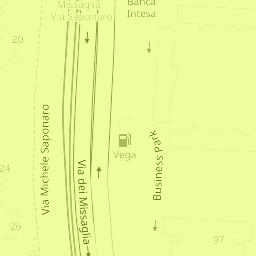 Missaglia
Via Saponaro
Banca
Intesa
20
Via Michele Saponaro
Via dei Missaglia
Vega
Business Park
24
26
97